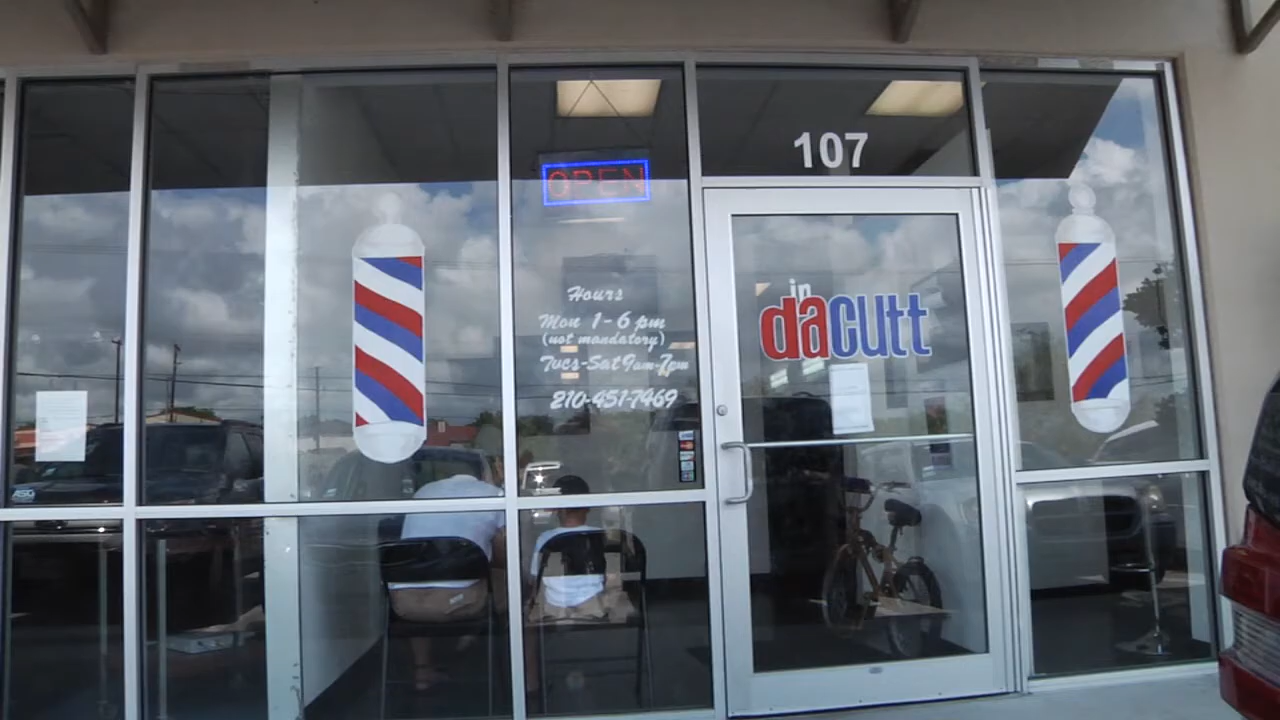 107
OPEN
in
dacutt
Hours
Mon 1-6 pm
(not mandatory)
Tues-Sat 9am-7pm
210-451-7469